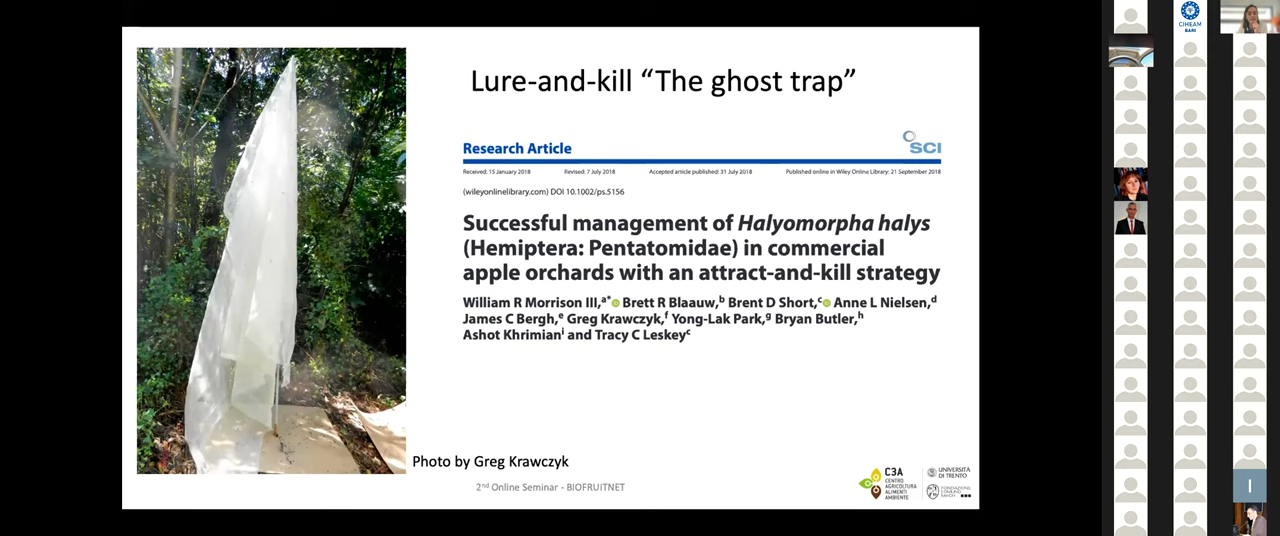 Lure-and-kill “The ghost trap”
SCI
Research Article
Received: 15 January 2018 Revised: 7 July 2018 Accepted article published: 31 July 2018 Published online in Wiley Online Library: 21 September 2018
(wileyonlinelibrary.com) DOI 10.1002/ps.5156
Successful management of Halyomorpha halys
(Hemiptera: Pentatomidae) in commercial
apple orchards with an attract-and-kill strategy
William R Morrison III,a* Brett R Blaauw,b Brent D Short,c Anne L Nielsen,d
James C Bergh,e Greg Krawczyk,f Yong-Lak Park,g Bryan Butler,h
Ashot Khrimiani and Tracy C Leskeyc
Photo by Greg Krawczyk
2nd Online Seminar - BIOFRUITNET
C3A
CENTRO
AGRICOLTURA
ALIMENTI
AMBIENTE
UNIVERSITÀ
DI TRENTO
FONDAZIONE
EDMUND
MACH
CIHEAM
BARI
I